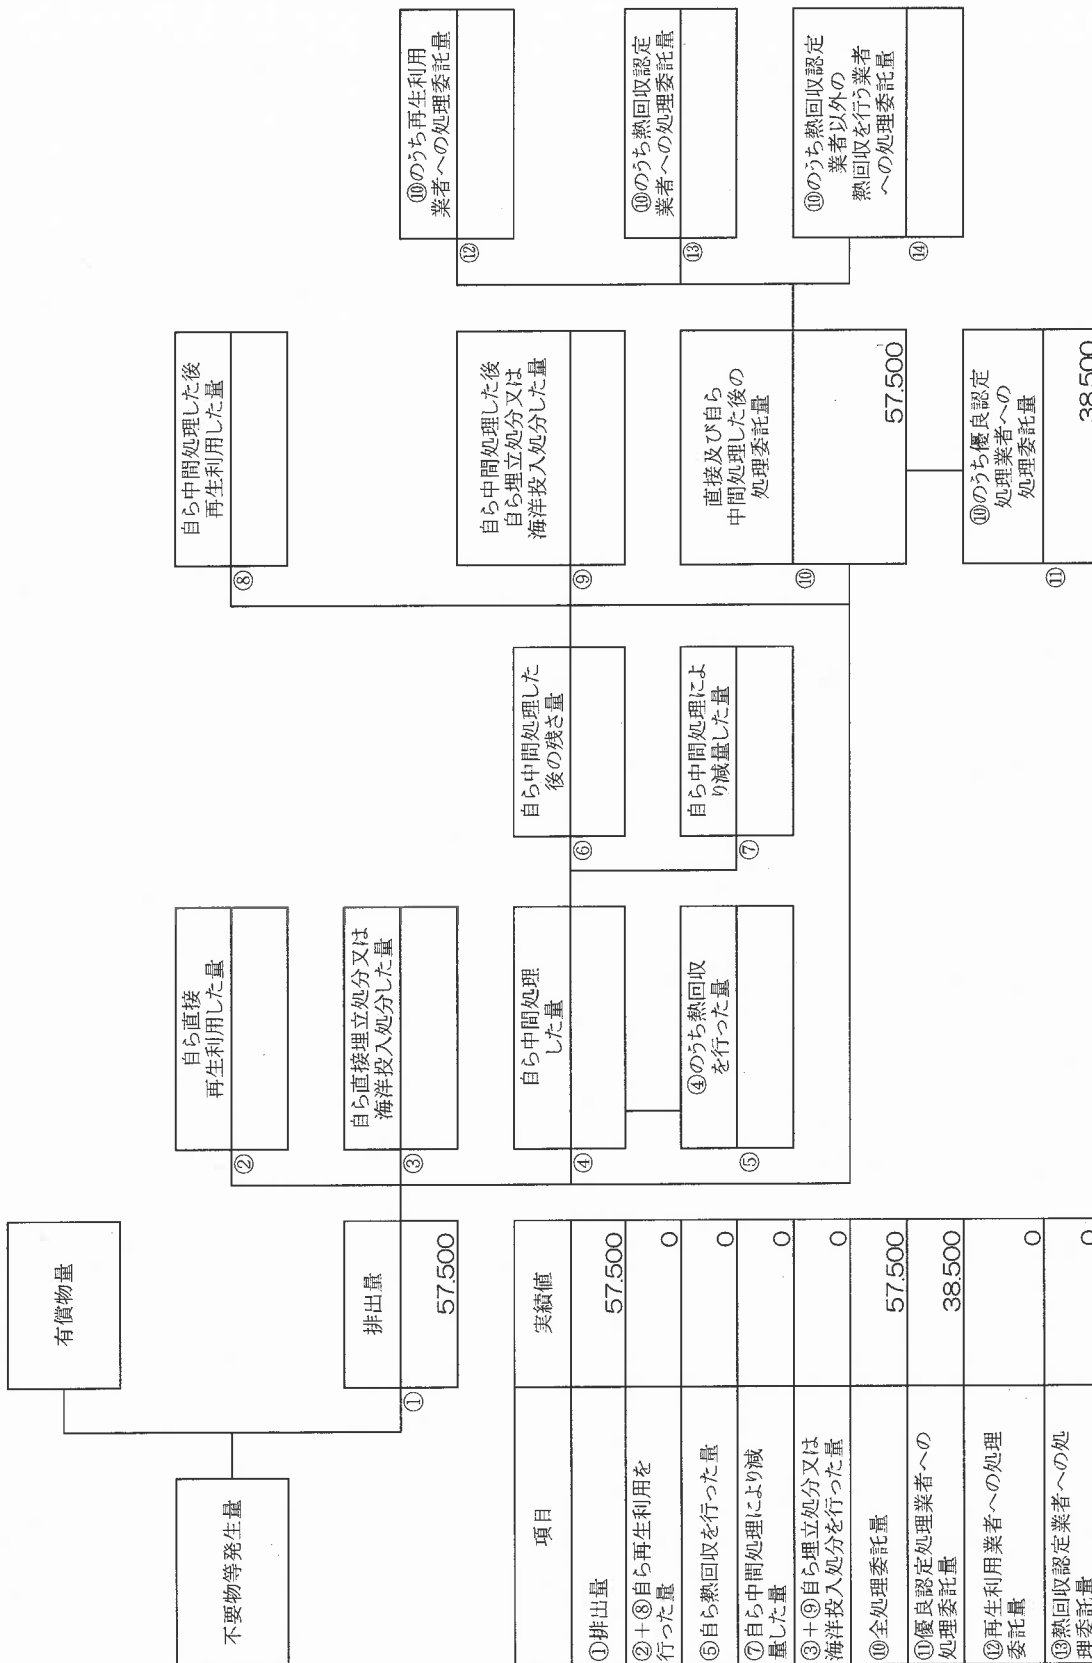 有償物量
不要物等発生量
排出量
①
57.500
自ら直接
再生利用した量
②
自ら直接埋立処分又は
海洋投入処分した量
③
自ら中間処理
した量
④
④のうち熱回収
を行った量
⑤
自ら中間処理した
後の残さ量
⑥
自ら中間処理によ
り減量した量
⑦
自ら中間処理した後
再生利用した量
⑧
自ら中間処理した後
自ら埋立処分又は
海洋投入処分した量
⑨
直接及び自ら
中間処理した後の
処理委託量
⑩
57.500
⑩のうち優良認定
処理業者への
処理委託量
⑪
38.500
⑩のうち再生利用
業者への処理委託量
⑫
⑩のうち熱回収認定
業者への処理委託量
⑬
⑩のうち熱回収認定
業者以外の
熱回収を行う業者
への処理委託量
⑭
項目 実績値
①排出量 57.500
②+⑧自ら再生利用を
行った量 0
⑤自ら熱回収を行った量 0
⑦自ら中間処理により減
量した量 0
③+⑨自ら埋立処分又は
海洋投入処分を行った量 0
⑩全処理委託量 57.500
⑪優良認定処理業者への
処理委託量 38.500
⑫再生利用業者への処理
委託量 0
⑬熱回収認定業者への処
理委託量 0